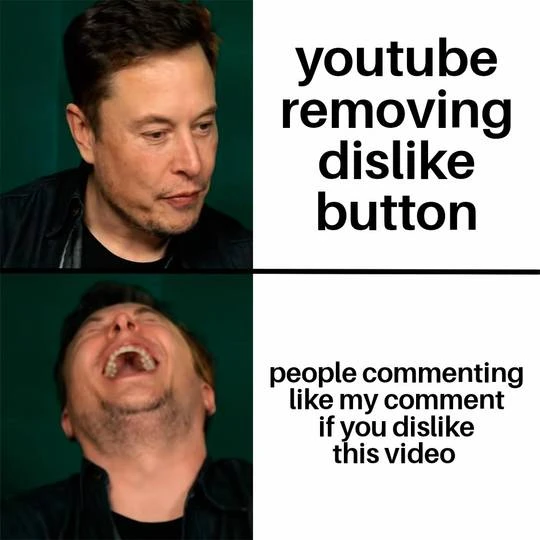 youtube
removing
dislike
button
people commenting
like my comment
if you dislike
this video